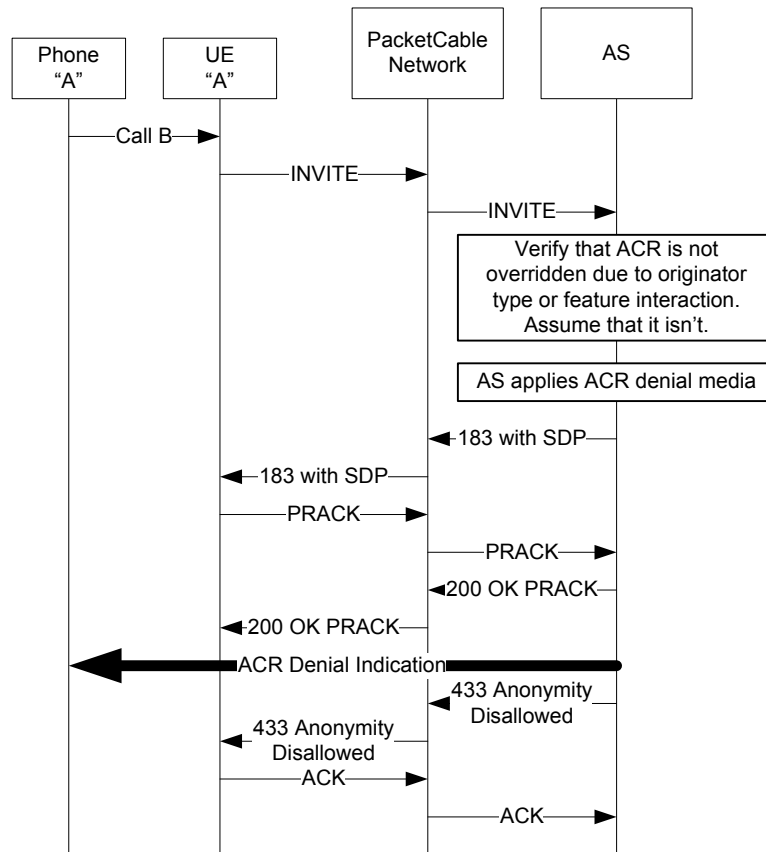 Phone
“A”
UE
“A”
PacketCable
Network
AS
Call B
INVITE
INVITE
Verify that ACR is not
overridden due to originator
type or feature interaction.
Assume that it isn’t.
AS applies ACR denial media
183 with SDP
183 with SDP
PRACK
PRACK
200 OK PRACK
200 OK PRACK
ACR Denial Indication
433 Anonymity
Disallowed
433 Anonymity
Disallowed
ACK
ACK